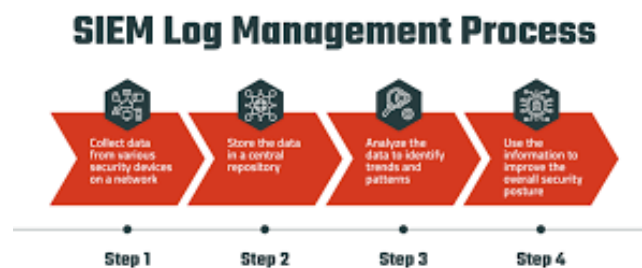 SIEM Log Management Process
Collect data
from various
security devices
on a network
Store the data
in a central
repository
Analyze the
data to identify
trends and
patterns
Use the
information to
improve the
overall security
posture
Step 1
Step 2
Step 3
Step 4